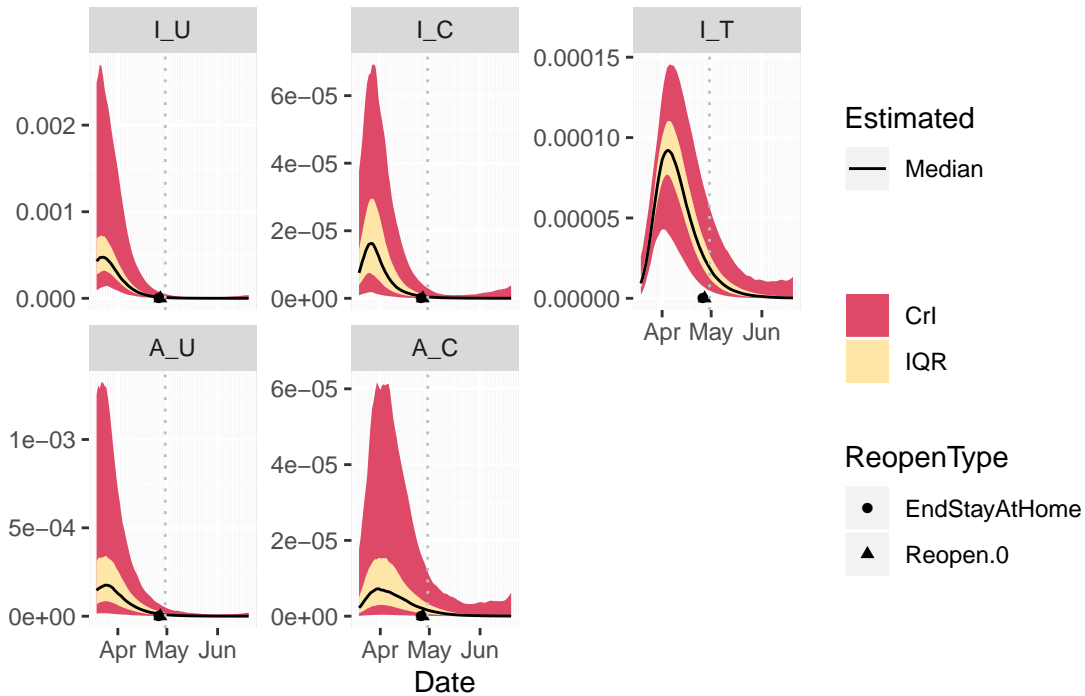 I_U
I_C
I_T
0.002
0.001
0.000
6e−05
4e−05
2e−05
0e+00
0.00015
0.00010
0.00005
0.00000
Apr May Jun
A_U
A_C
1e−03
5e−04
0e+00
6e−05
4e−05
2e−05
0e+00
Apr May Jun
Apr May Jun
Date
Estimated
Median
CrI
IQR
ReopenType
EndStayAtHome
Reopen.0